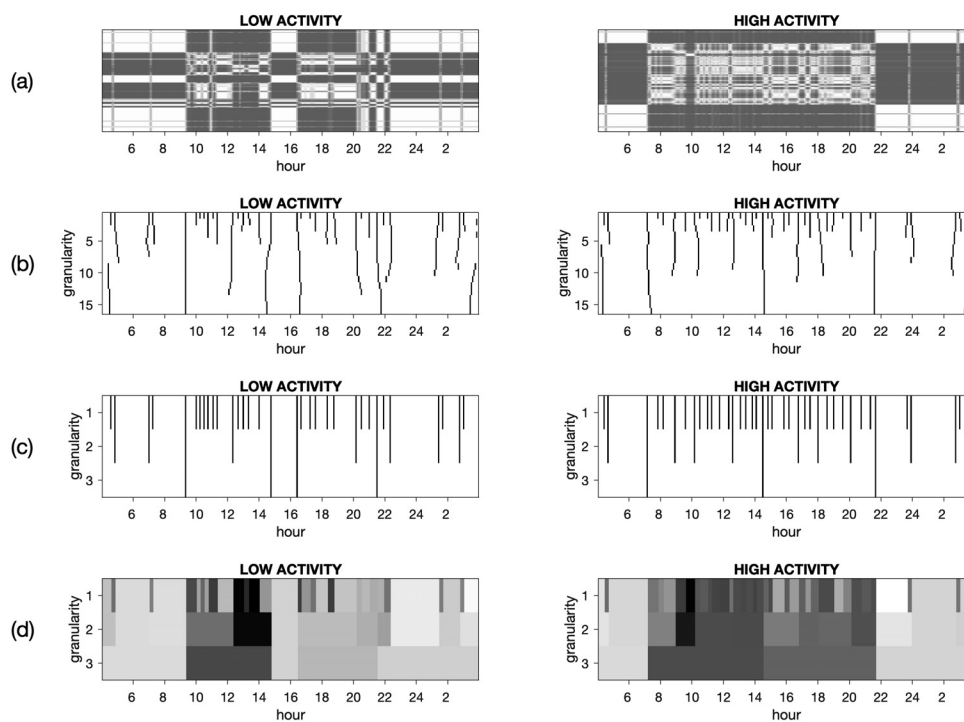 LOW ACTIVITY HIGH ACTIVITY
(a)
6 8 10 12 14 16 18 20 22 24 2 6 8 10 12 14 16 18 20 22 24 2
hour hour
LOW ACTIVITY HIGH ACTIVITY
(b)
granularity granularity
5 5
10 10
15 15
6 8 10 12 14 16 18 20 22 24 2 6 8 10 12 14 16 18 20 22 24 2
hour hour
LOW ACTIVITY HIGH ACTIVITY
(c)
granularity granularity
1 1
2 2
3 3
6 8 10 12 14 16 18 20 22 24 2 6 8 10 12 14 16 18 20 22 24 2
hour hour
LOW ACTIVITY HIGH ACTIVITY
(d)
granularity granularity
1 1
2 2
3 3
6 8 10 12 14 16 18 20 22 24 2 6 8 10 12 14 16 18 20 22 24 2
hour hour